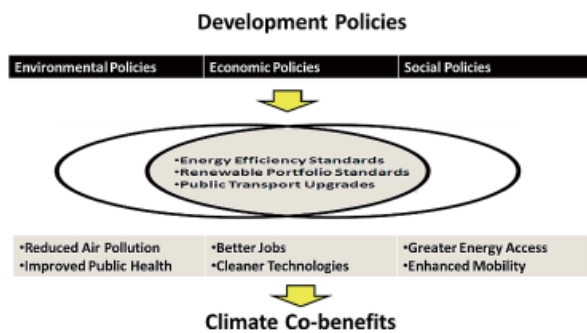 Development Policies
Environmental Policies Economic Policies Social Policies
•Energy Efficiency Standards
•Renewable Portfolio Standards
•Public Transport Upgrades
•Reduced Air Pollution •Better Jobs •Greater Energy Access
•Improved Public Health •Cleaner Technologies •Enhanced Mobility
Climate Co-benefits